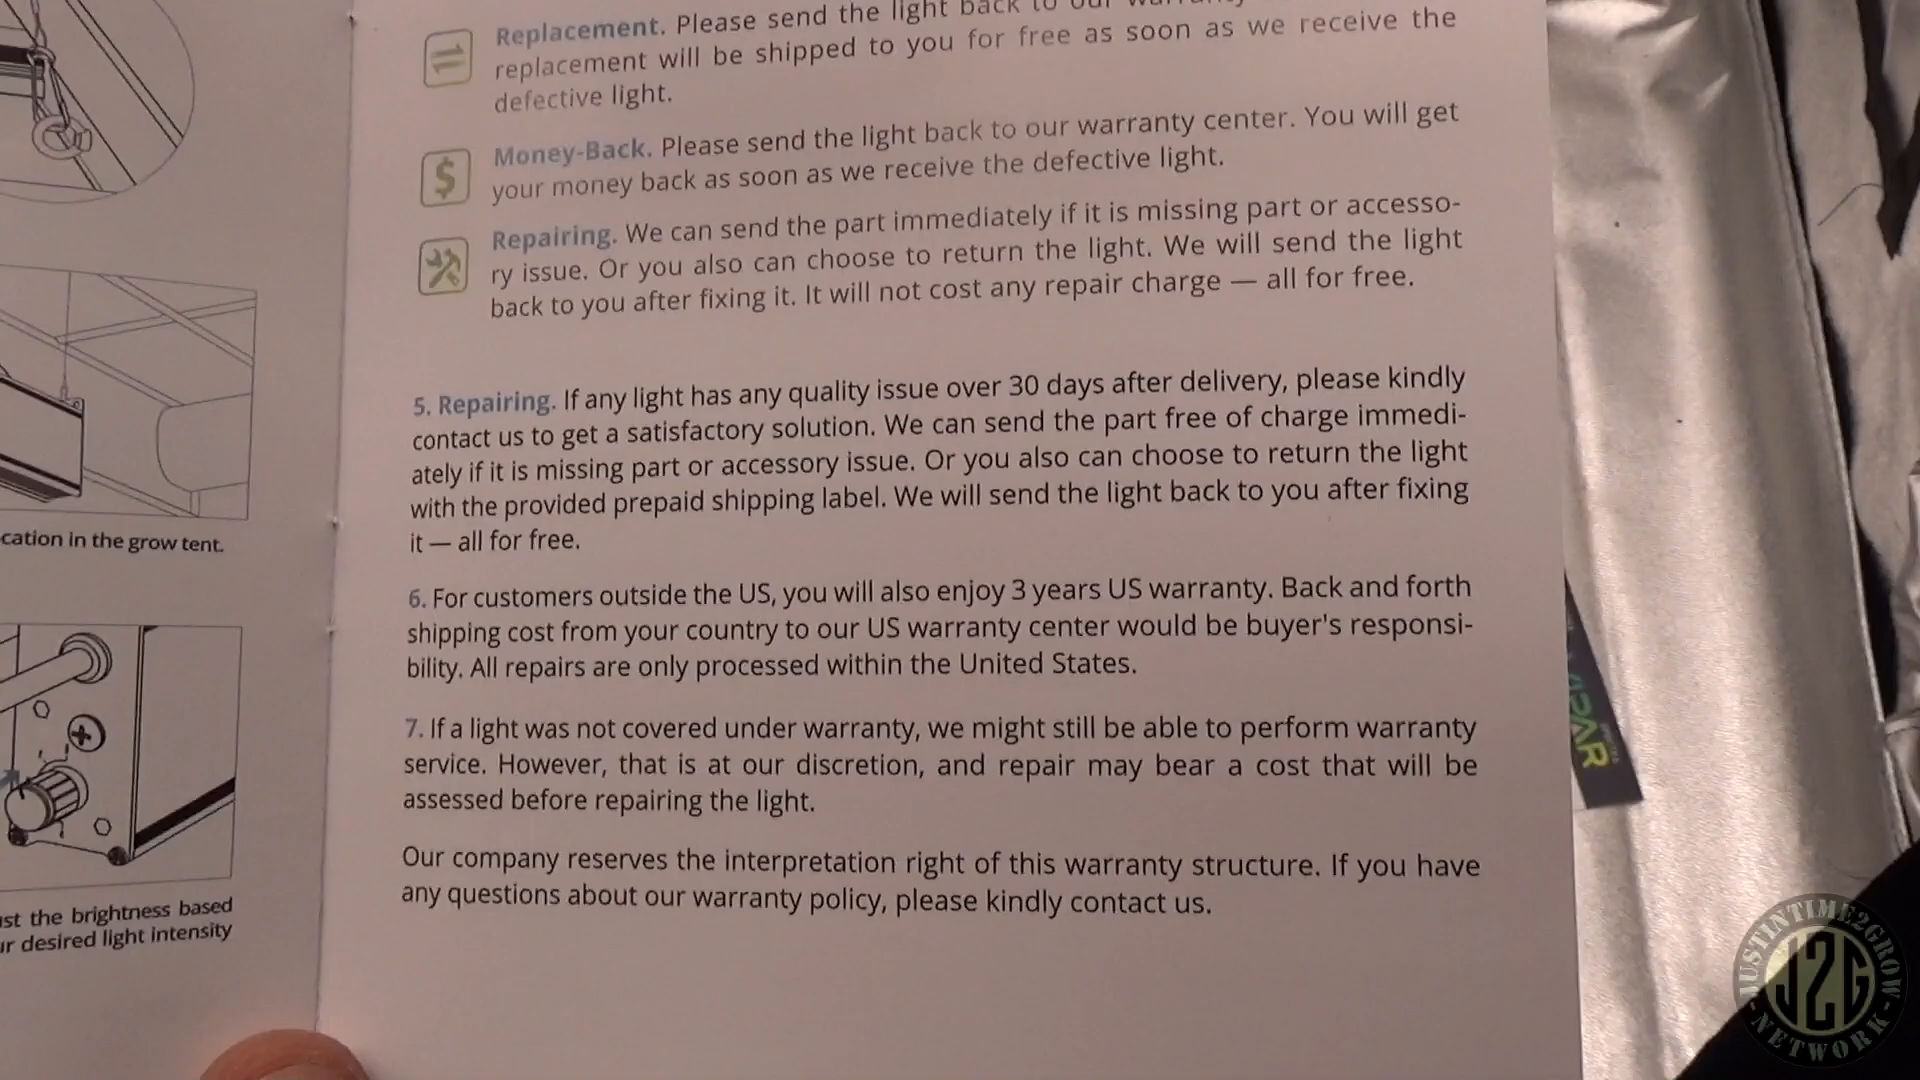 Replacement. Please send the light back to our
replacement will be shipped to you for free as soon as we receive the
defective light.
Money-Back. Please send the light back to our warranty center. You will get
your money back as soon as we receive the defective light.
Repairing. We can send the part immediately if it is missing part or accesso-
ry issue. Or you also can choose to return the light. We will send the light
back to you after fixing it. It will not cost any repair charge — all for free.
5. Repairing. If any light has any quality issue over 30 days after delivery, please kindly
contact us to get a satisfactory solution. We can send the part free of charge immedi-
ately if it is missing part or accessory issue. Or you also can choose to return the light
with the provided prepaid shipping label. We will send the light back to you after fixing
it — all for free.
6. For customers outside the US, you will also enjoy 3 years US warranty. Back and forth
shipping cost from your country to our US warranty center would be buyer's responsi-
bility. All repairs are only processed within the United States.
7. If a light was not covered under warranty, we might still be able to perform warranty
service. However, that is at our discretion, and repair may bear a cost that will be
assessed before repairing the light.
Our company reserves the interpretation right of this warranty structure. If you have
any questions about our warranty policy, please kindly contact us.
cation in the grow tent.
ust the brightness based
ur desired light intensity
JUSTINTIME2GROW
J2G
NETWORK